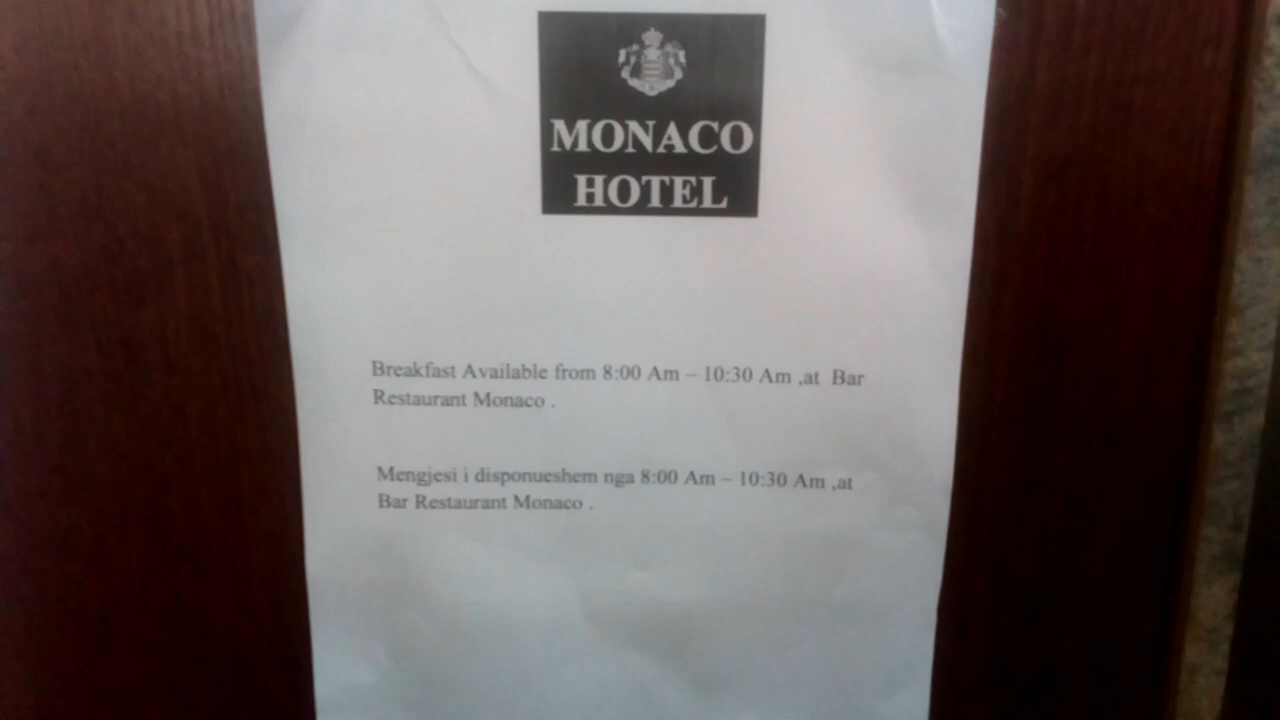 MONACO
HOTEL
Breakfast Available from 8:00 Am – 10:30 Am ,at Bar
Restaurant Monaco .
Mengjesi i disponueshem nga 8:00 Am – 10:30 Am ,at
Bar Restaurant Monaco .